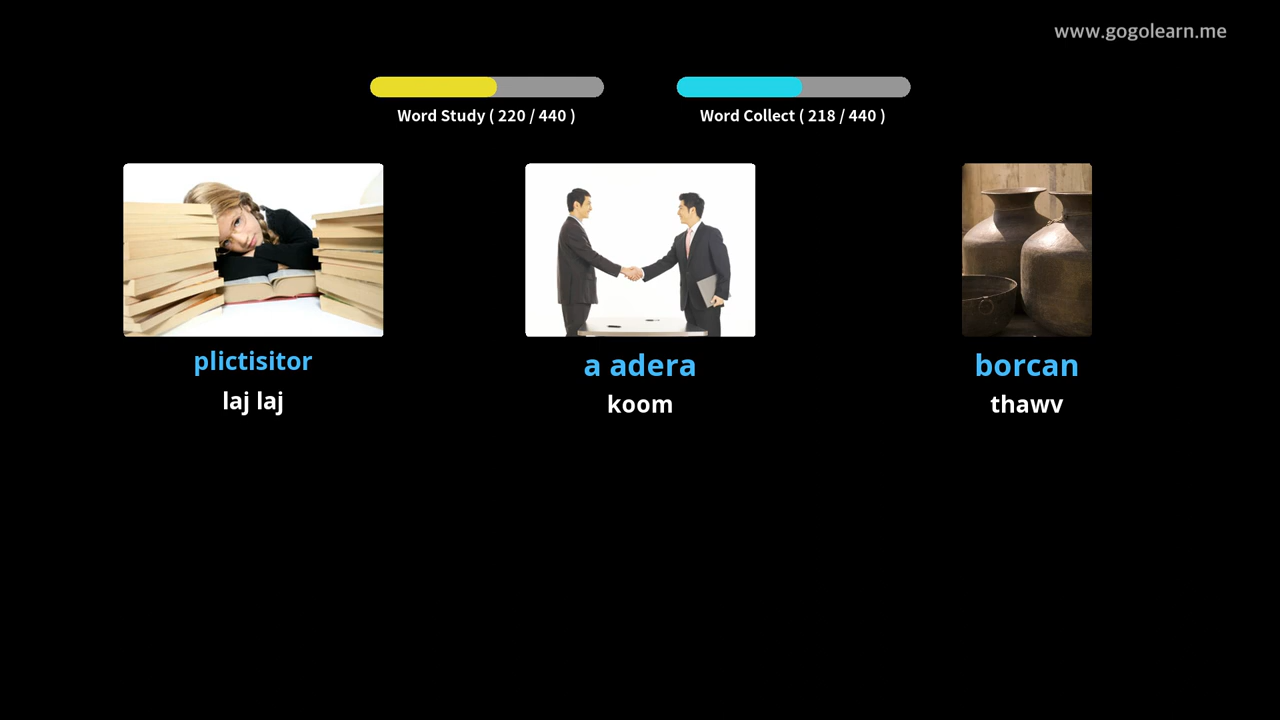 www.gogolearn.me
Word Study ( 220 / 440 )
Word Collect ( 218 / 440 )
plictisitor
laj laj
a adera
koom
borcan
thawv